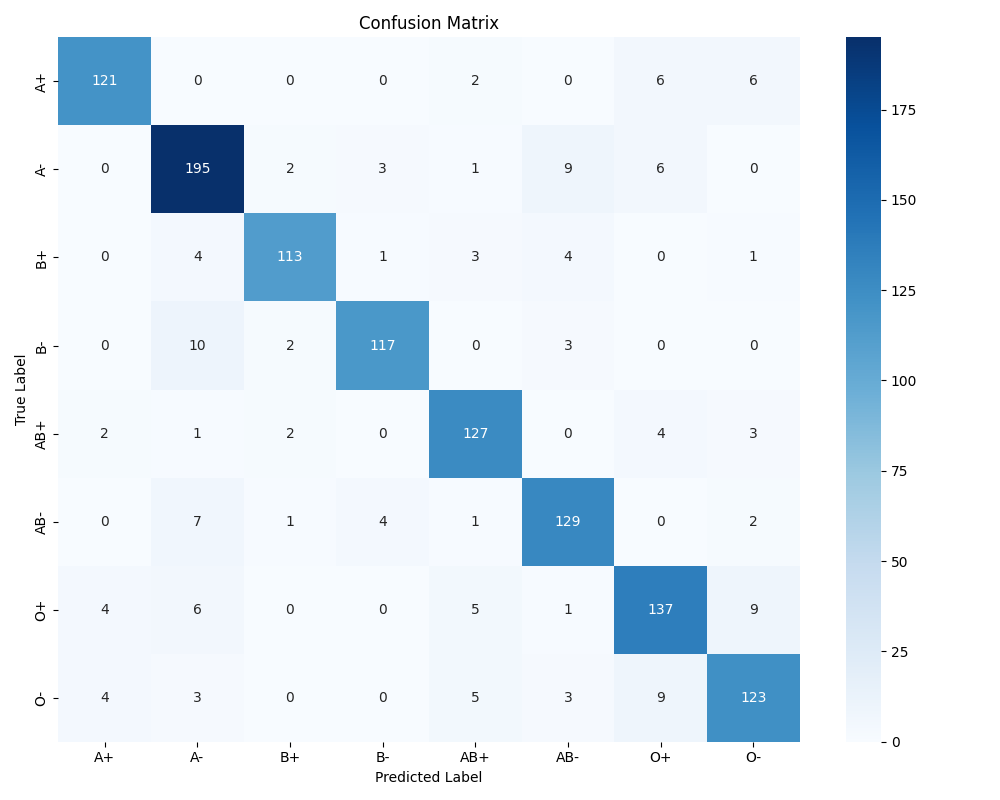 Confusion Matrix
True Label
A+ 121 0 0 0 2 0 6 6
A- 0 195 2 3 1 9 6 0
B+ 0 4 113 1 3 4 0 1
B- 0 10 2 117 0 3 0 0
AB+ 2 1 2 0 127 0 4 3
AB- 0 7 1 4 1 129 0 2
O+ 4 6 0 0 5 1 137 9
O- 4 3 0 0 5 3 9 123
A+ A- B+ B- AB+ AB- O+ O-
Predicted Label
175
150
125
100
75
50
25
0